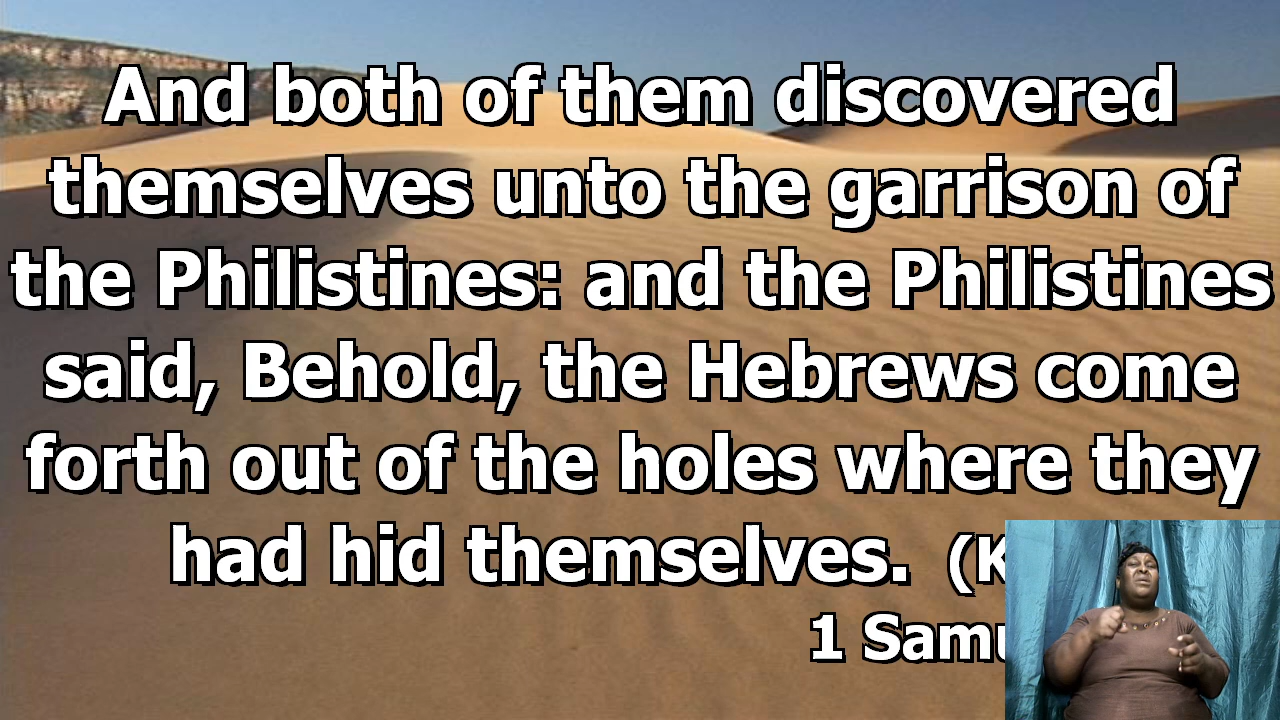 And both of them discovered
themselves unto the garrison of
the Philistines: and the Philistines
said, Behold, the Hebrews come
forth out of the holes where they
had hid themselves. (K
1 Samu